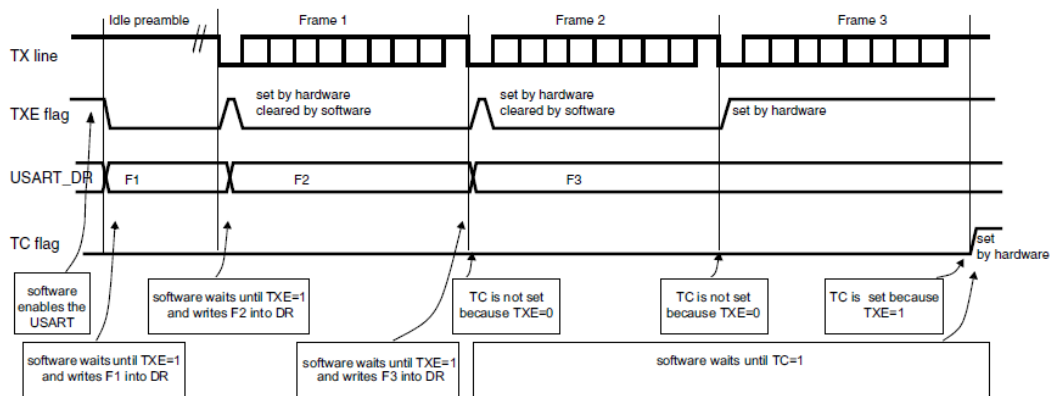 Idle preamble
Frame 1
Frame 2
Frame 3
TX line
TXE flag
set by hardware
cleared by software
set by hardware
cleared by software
set by hardware
USART_DR
F1
F2
F3
TC flag
set
by hardware
software
enables the
USART
software waits until TXE=1
and writes F2 into DR
TC is not set
because TXE=0
TC is not set
because TXE=0
TC is set because
TXE=1
software waits until TXE=1
and writes F1 into DR
software waits until TXE=1
and writes F3 into DR
software waits until TC=1